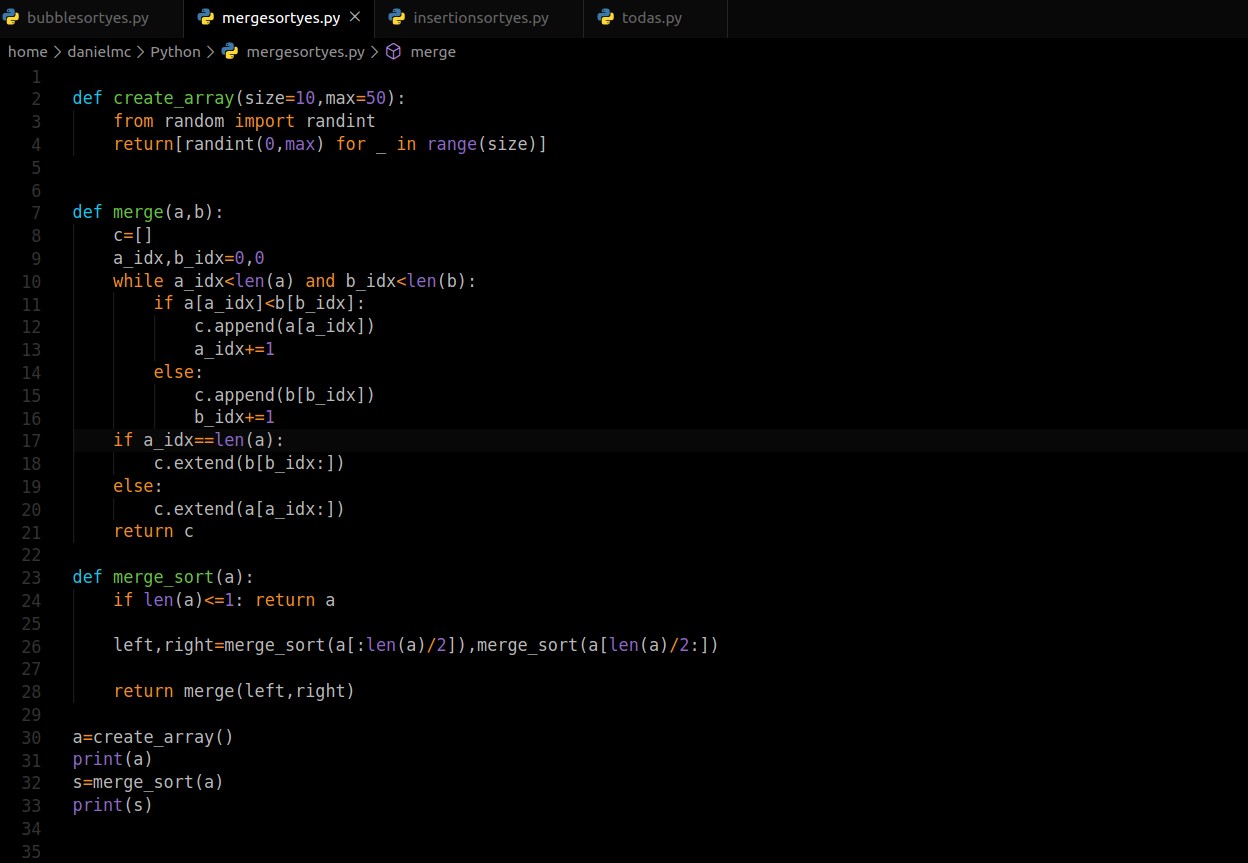 bubblesortyes.py mergesortyes.py insertionsortyes.py todas.py
home > danielmc > Python > mergesortyes.py > merge
1
2 def create_array(size=10,max=50):
3     from random import randint
4     return[randint(0,max) for _ in range(size)]
5
6
7 def merge(a,b):
8     c=[]
9     a_idx,b_idx=0,0
10     while a_idx<len(a) and b_idx<len(b):
11         if a[a_idx]<b[b_idx]:
12             c.append(a[a_idx])
13             a_idx+=1
14         else:
15             c.append(b[b_idx])
16             b_idx+=1
17     if a_idx==len(a):
18         c.extend(b[b_idx:])
19     else:
20         c.extend(a[a_idx:])
21     return c
22
23 def merge_sort(a):
24     if len(a)<=1: return a
25
26     left,right=merge_sort(a[:len(a)/2]),merge_sort(a[len(a)/2:])
27
28     return merge(left,right)
29
30 a=create_array()
31 print(a)
32 s=merge_sort(a)
33 print(s)
34
35